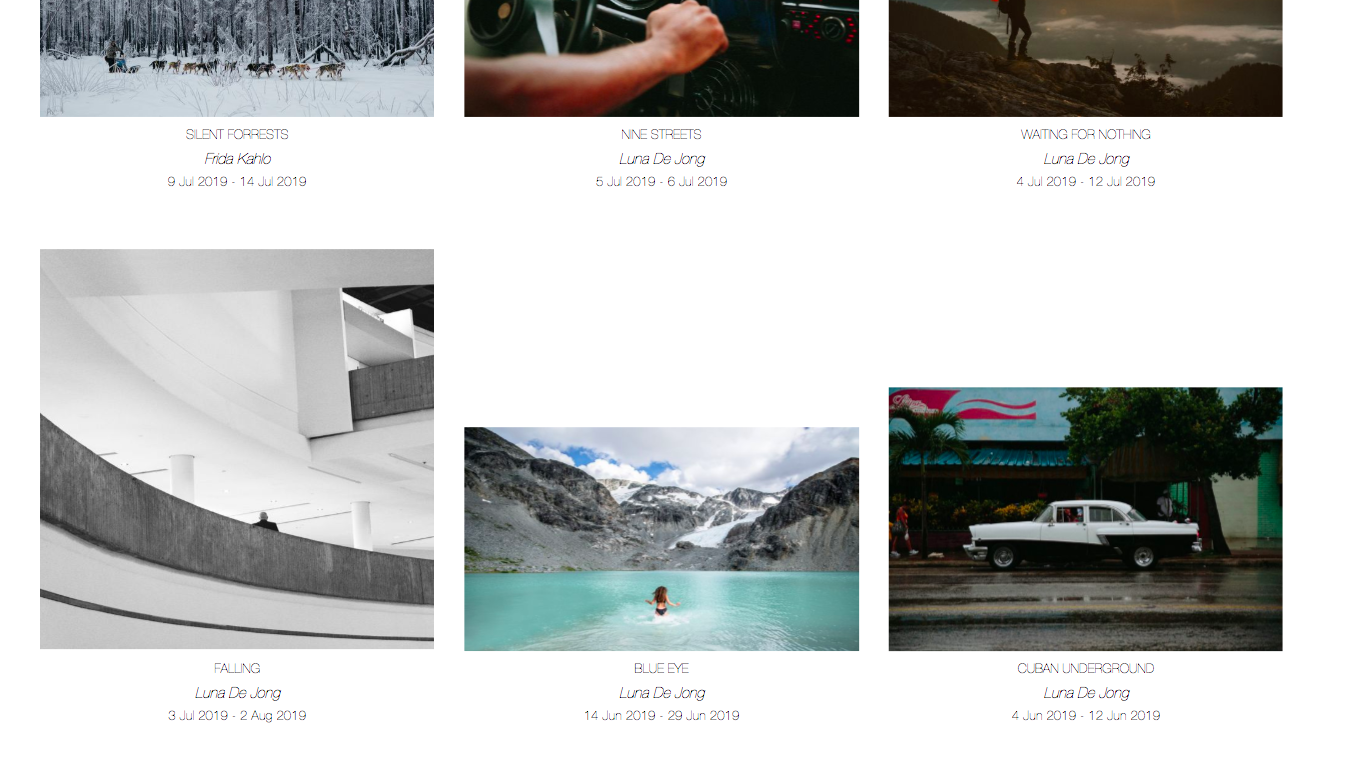 SILENT FORRESTS
Frida Kahlo
9 Jul 2019 - 14 Jul 2019
NINE STREETS
Luna De Jong
5 Jul 2019 - 6 Jul 2019
WAITING FOR NOTHING
Luna De Jong
4 Jul 2019 - 12 Jul 2019
FALLING
Luna De Jong
3 Jul 2019 - 2 Aug 2019
BLUE EYE
Luna De Jong
14 Jun 2019 - 29 Jun 2019
CUBAN UNDERGROUND
Luna De Jong
4 Jun 2019 - 12 Jun 2019